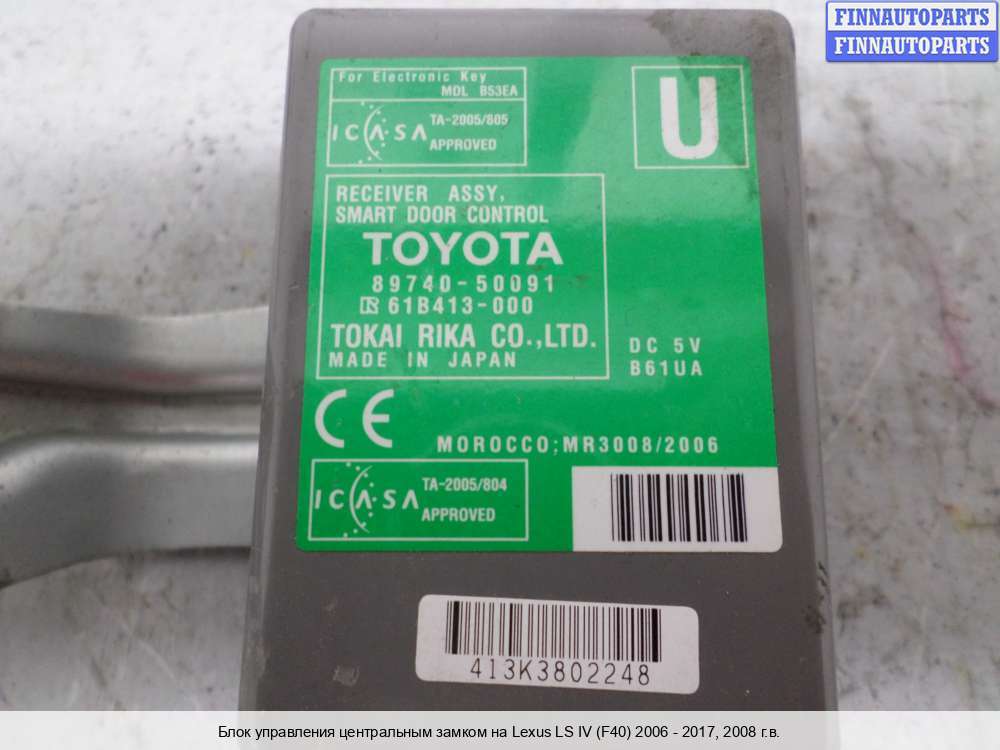 FINNAUTOPARTS
FINNAUTOPARTS
For Electronic Key
MDL B53EA
ICASA TA-2005/805
APPROVED
U
RECEIVER ASSY,
SMART DOOR CONTROL
TOYOTA
89740-50091
61B413-000
TOKAI RIKA CO.,LTD.
MADE IN JAPAN
DC 5V
B61UA
CE
MOROCCO;MR3008/2006
ICASA TA-2005/804
APPROVED
413K3802248
Блок управления центральным замком на Lexus LS IV (F40) 2006 - 2017, 2008 г.в.